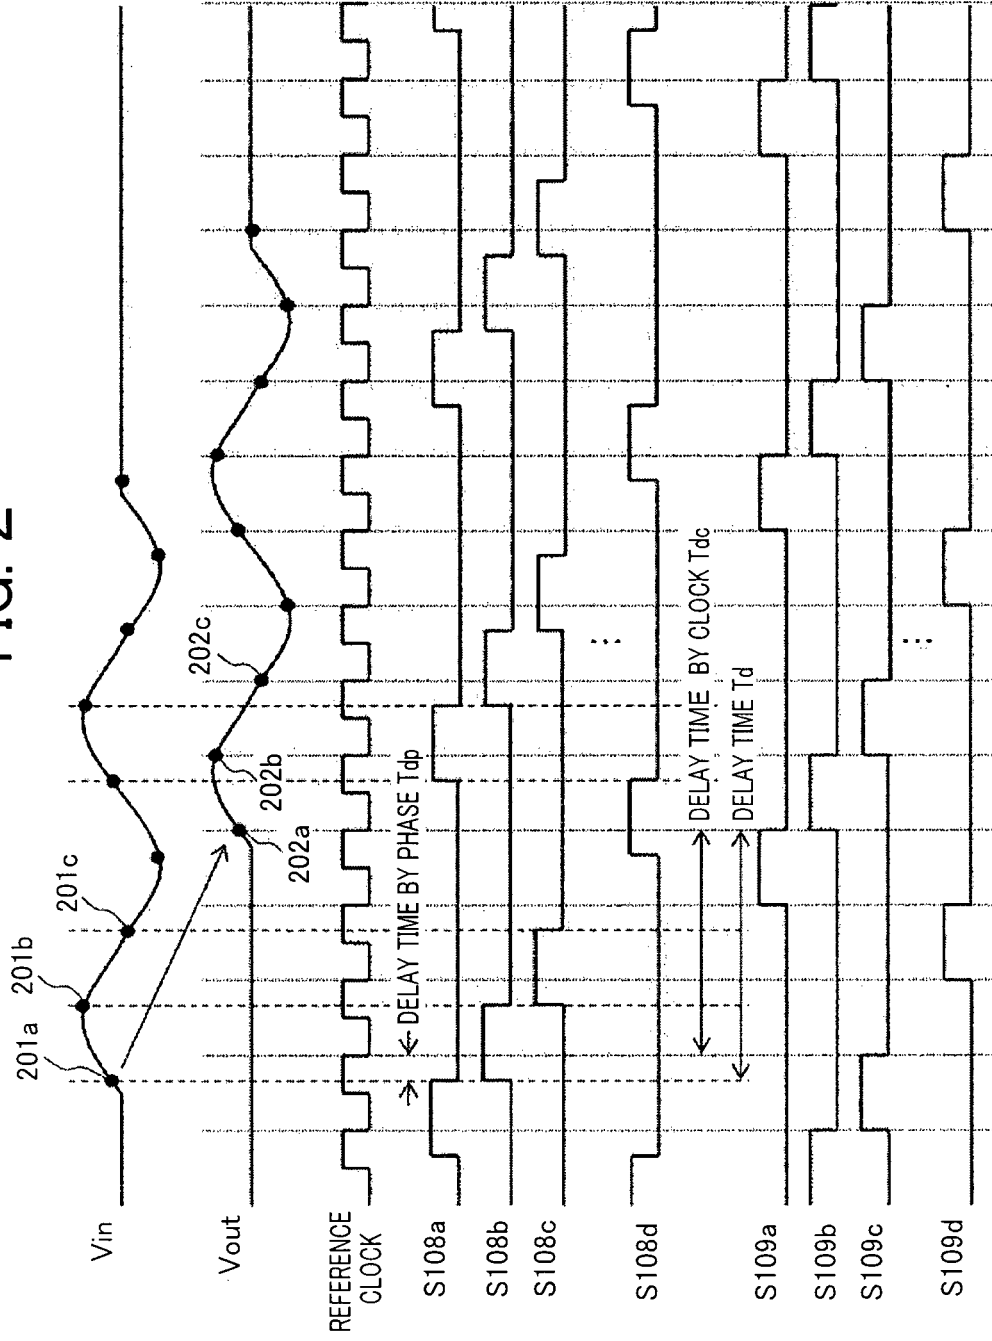 FIG. 2
Vin
201a
201b
201c
Vout
202a
202b
202c
REFERENCE
CLOCK
DELAY TIME BY PHASE Tdp
S108a
S108b
S108c
S108d
DELAY TIME BY CLOCK Tdc
DELAY TIME Td
S109a
S109b
S109c
S109d